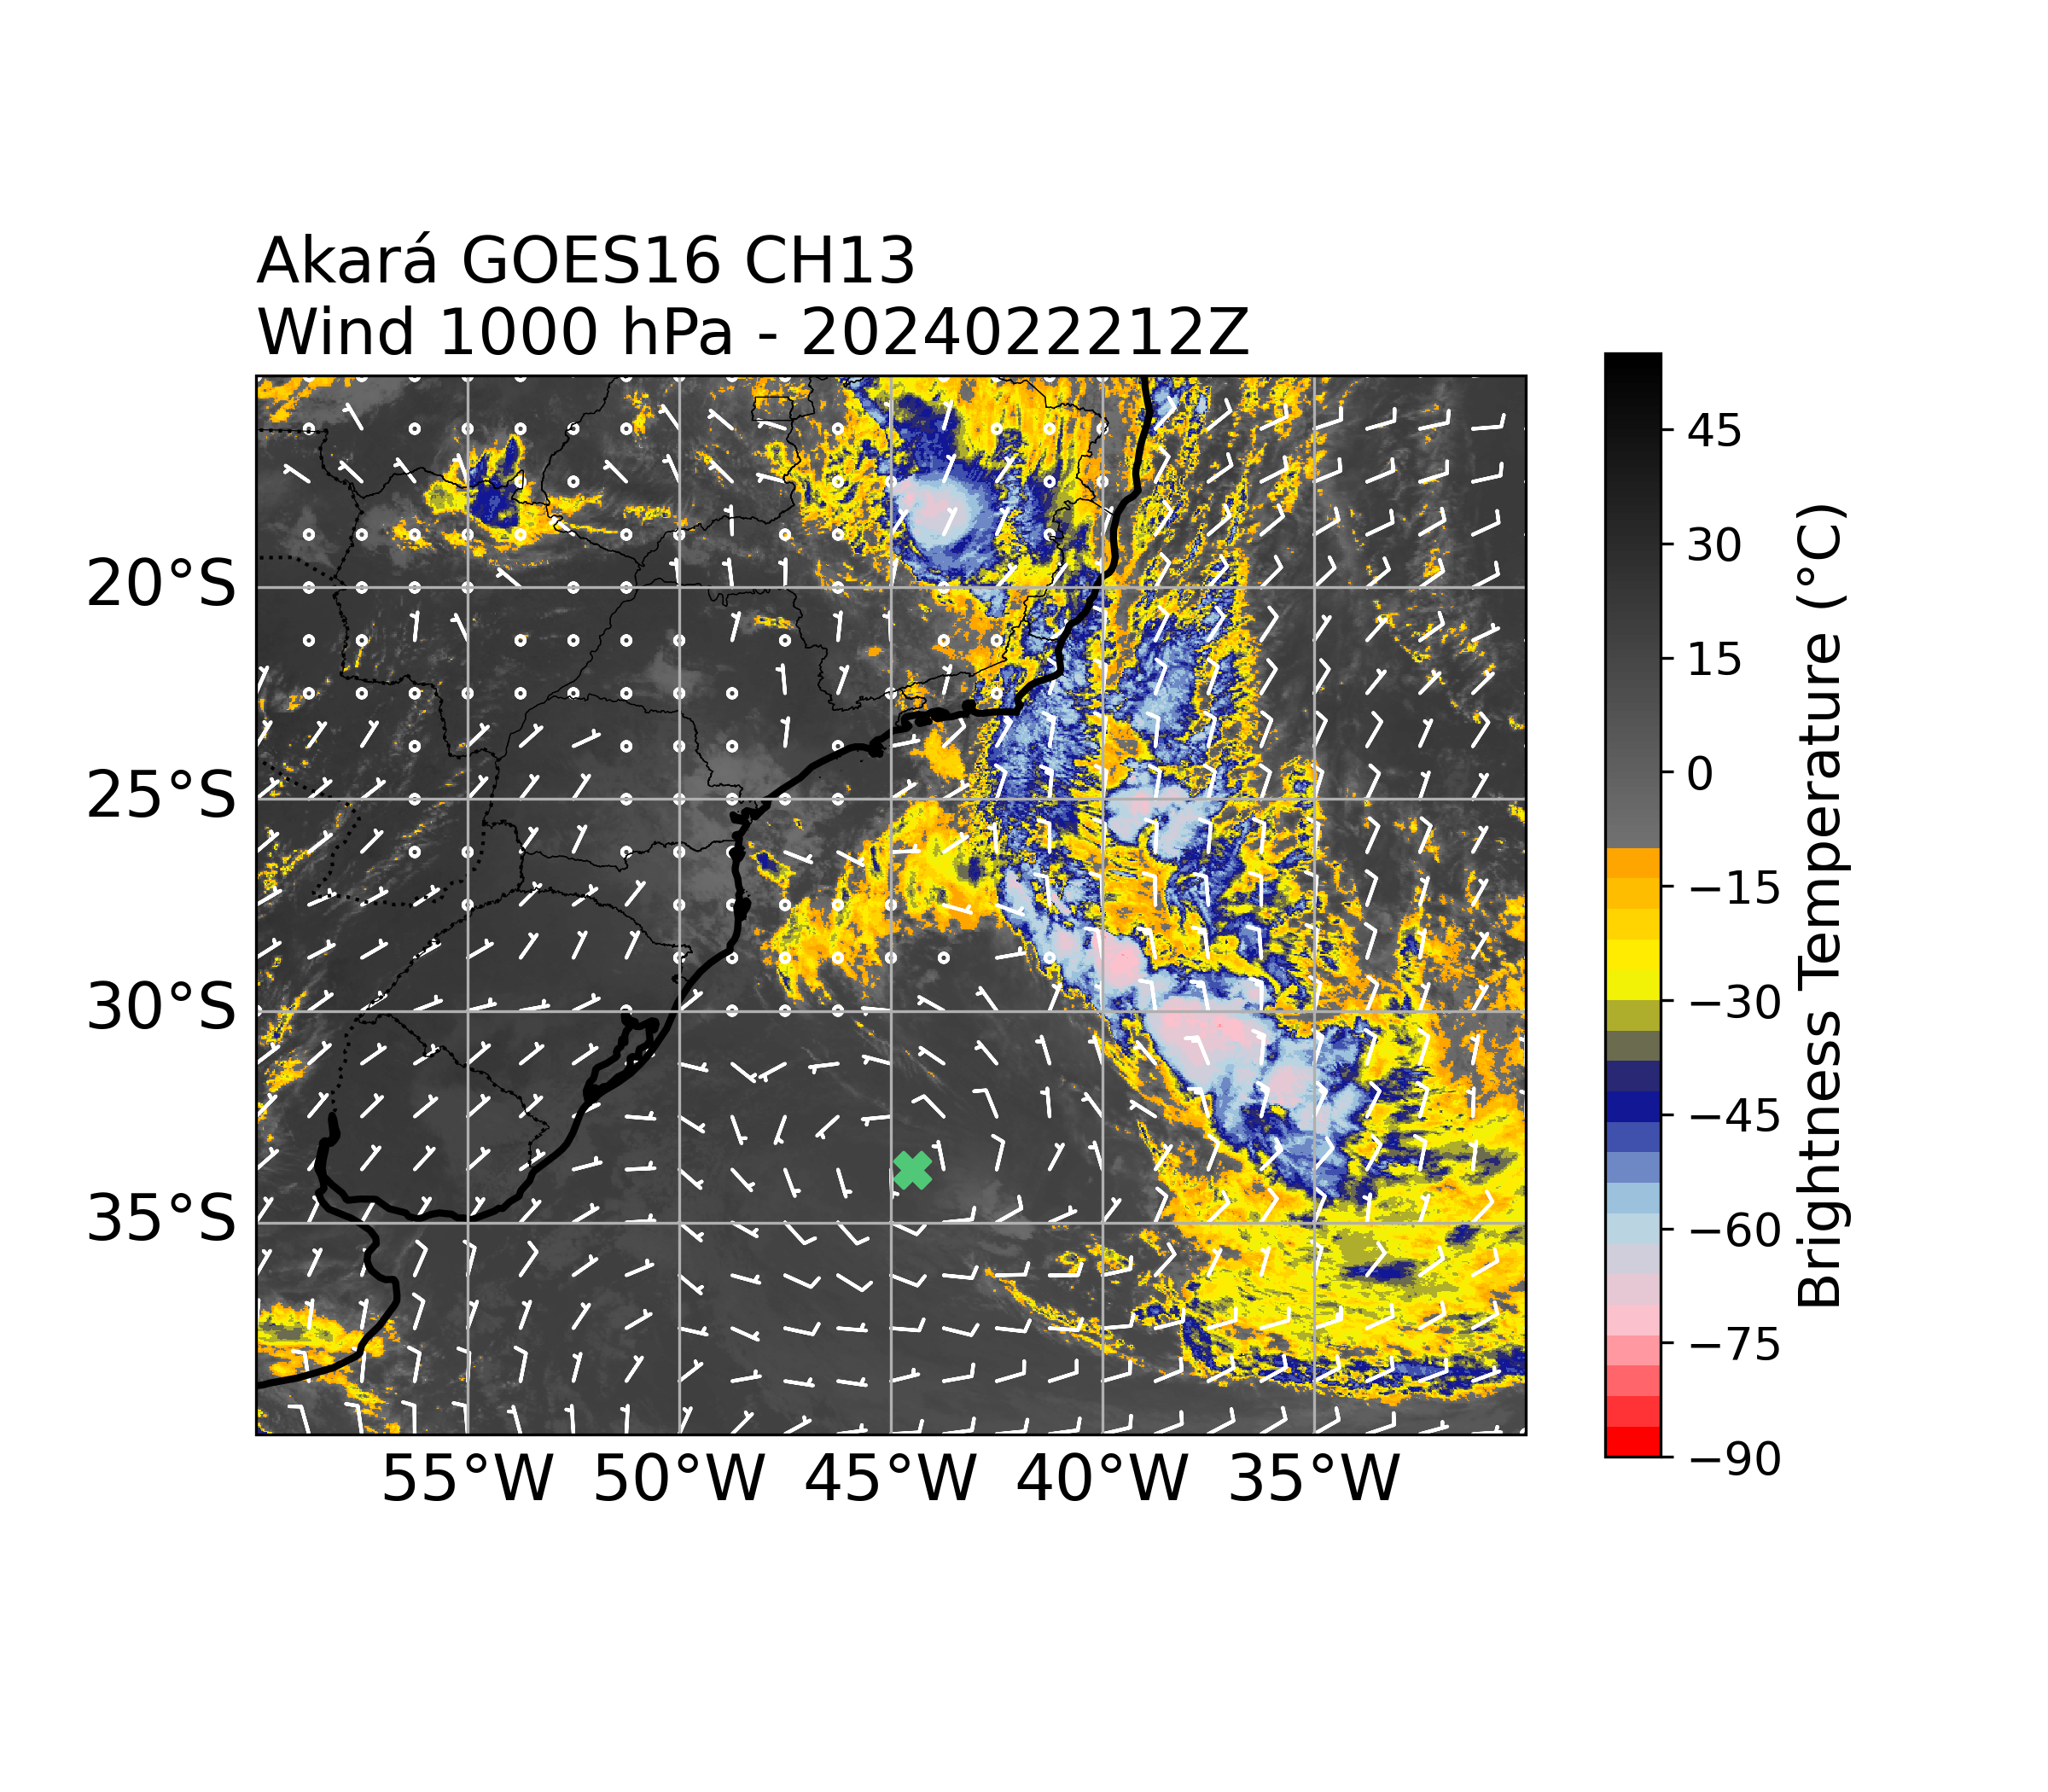 Akará GOES16 CH13
Wind 1000 hPa - 2024022212Z
20°S
25°S
30°S
35°S
55°W 50°W 45°W 40°W 35°W
45
30
15
0
−15
−30
−45
−60
−75
−90
Brightness Temperature (°C)